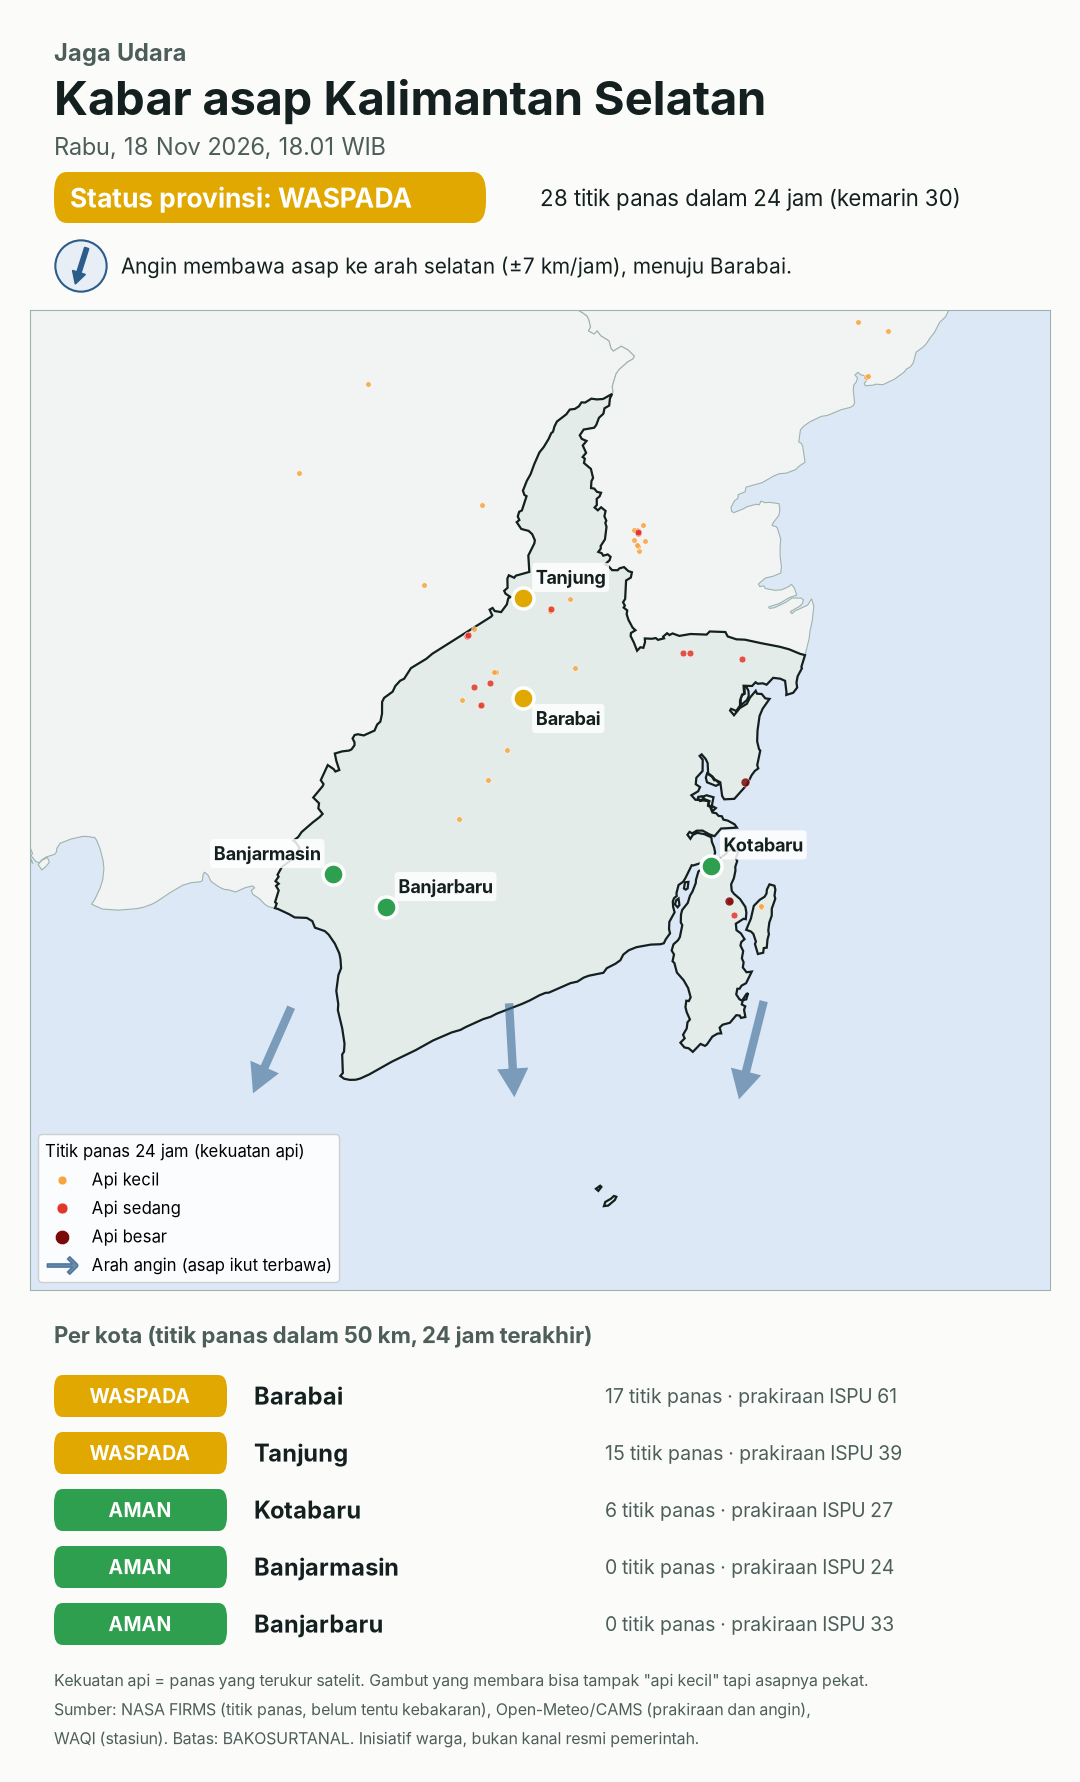 Jaga Udara
Kabar asap Kalimantan Selatan
Rabu, 18 Nov 2026, 18.01 WIB
Status provinsi: WASPADA
28 titik panas dalam 24 jam (kemarin 30)
Angin membawa asap ke arah selatan (±7 km/jam), menuju Barabai.
Tanjung
Barabai
Banjarmasin
Kotabaru
Banjarbaru
Titik panas 24 jam (kekuatan api)
Api kecil
Api sedang
Api besar
Arah angin (asap ikut terbawa)
Per kota (titik panas dalam 50 km, 24 jam terakhir)
WASPADA Barabai 17 titik panas · prakiraan ISPU 61
WASPADA Tanjung 15 titik panas · prakiraan ISPU 39
AMAN Kotabaru 6 titik panas · prakiraan ISPU 27
AMAN Banjarmasin 0 titik panas · prakiraan ISPU 24
AMAN Banjarbaru 0 titik panas · prakiraan ISPU 33
Kekuatan api = panas yang terukur satelit. Gambut yang membara bisa tampak "api kecil" tapi asapnya pekat.
Sumber: NASA FIRMS (titik panas, belum tentu kebakaran), Open-Meteo/CAMS (prakiraan dan angin),
WAQI (stasiun). Batas: BAKOSURTANAL. Inisiatif warga, bukan kanal resmi pemerintah.